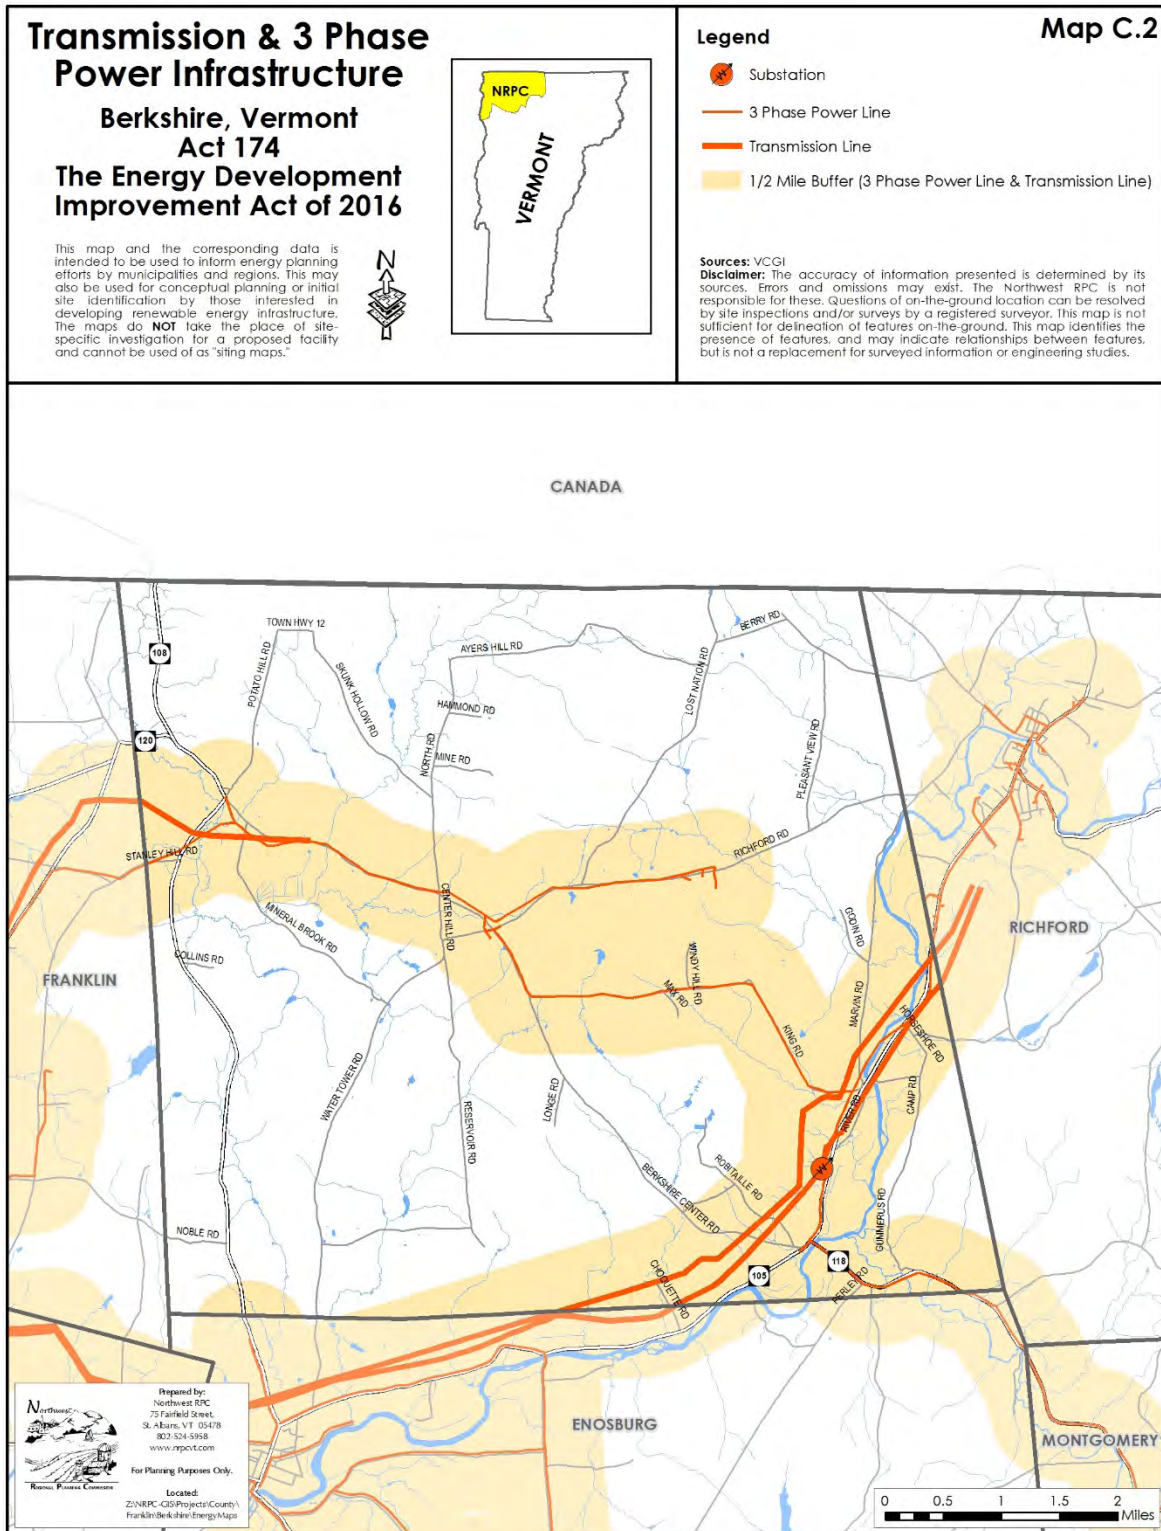 Transmission & 3 Phase
Power Infrastructure
Berkshire, Vermont
Act 174
The Energy Development
Improvement Act of 2016
This map and the corresponding data is
intended to be used to inform energy planning
efforts by municipalities and regions. This may
also be used for conceptual planning or initial
site identification by those interested in
developing renewable energy infrastructure.
The maps do NOT take the place of site-
specific investigation for a proposed facility
and cannot be used of as "siting maps."
N
NRPC
VERMONT
Map C.2
Legend
Substation
3 Phase Power Line
Transmission Line
1/2 Mile Buffer (3 Phase Power Line & Transmission Line)
Sources: VCGI
Disclaimer: The accuracy of information presented is determined by its
sources. Errors and omissions may exist. The Northwest RPC is not
responsible for these. Questions of on-the-ground location can be resolved
by site inspections and/or surveys by a registered surveyor. This map is not
sufficient for delineation of features on-the-ground. This map identifies the
presence of features, and may indicate relationships between features,
but is not a replacement for surveyed information or engineering studies.
CANADA
TOWN HWY 12
BERRY RD
108
AYERS HILL RD
POTATO HILL RD
SKUNK HOLLOW RD
LOST NATION RD
HAMMOND RD
120
NORTH RD
MINE RD
PLEASANT VIEW RD
STANLEY HILL RD
RICHFORD RD
CENTER HILL RD
MINERAL BROOK RD
GODIN RD
RICHFORD
COLLINS RD
WINDY HILL RD
FRANKLIN
MAX RD
MARVIN RD
KING RD
HORSESHOE RD
WATER TOWER RD
LONGE RD
CAMP RD
RESERVOIR RD
RIVER RD
ROBITAILLE RD
BERKSHIRE CENTER RD
GUMMERUS RD
NOBLE RD
118
105
CHOQUETTE RD
PERLEY RD
ENOSBURG
MONTGOMERY
Northwest
REGIONAL PLANNING COMMISSION
Prepared by:
Northwest RPC
75 Fairfield Street,
St. Albans, VT 05478
802-524-5958
www.nrpcvt.com
For Planning Purposes Only.
Located:
Z:\NRPC-GIS\Projects\County\
Franklin\Berkshire\EnergyMaps
0 0.5 1 1.5 2
Miles